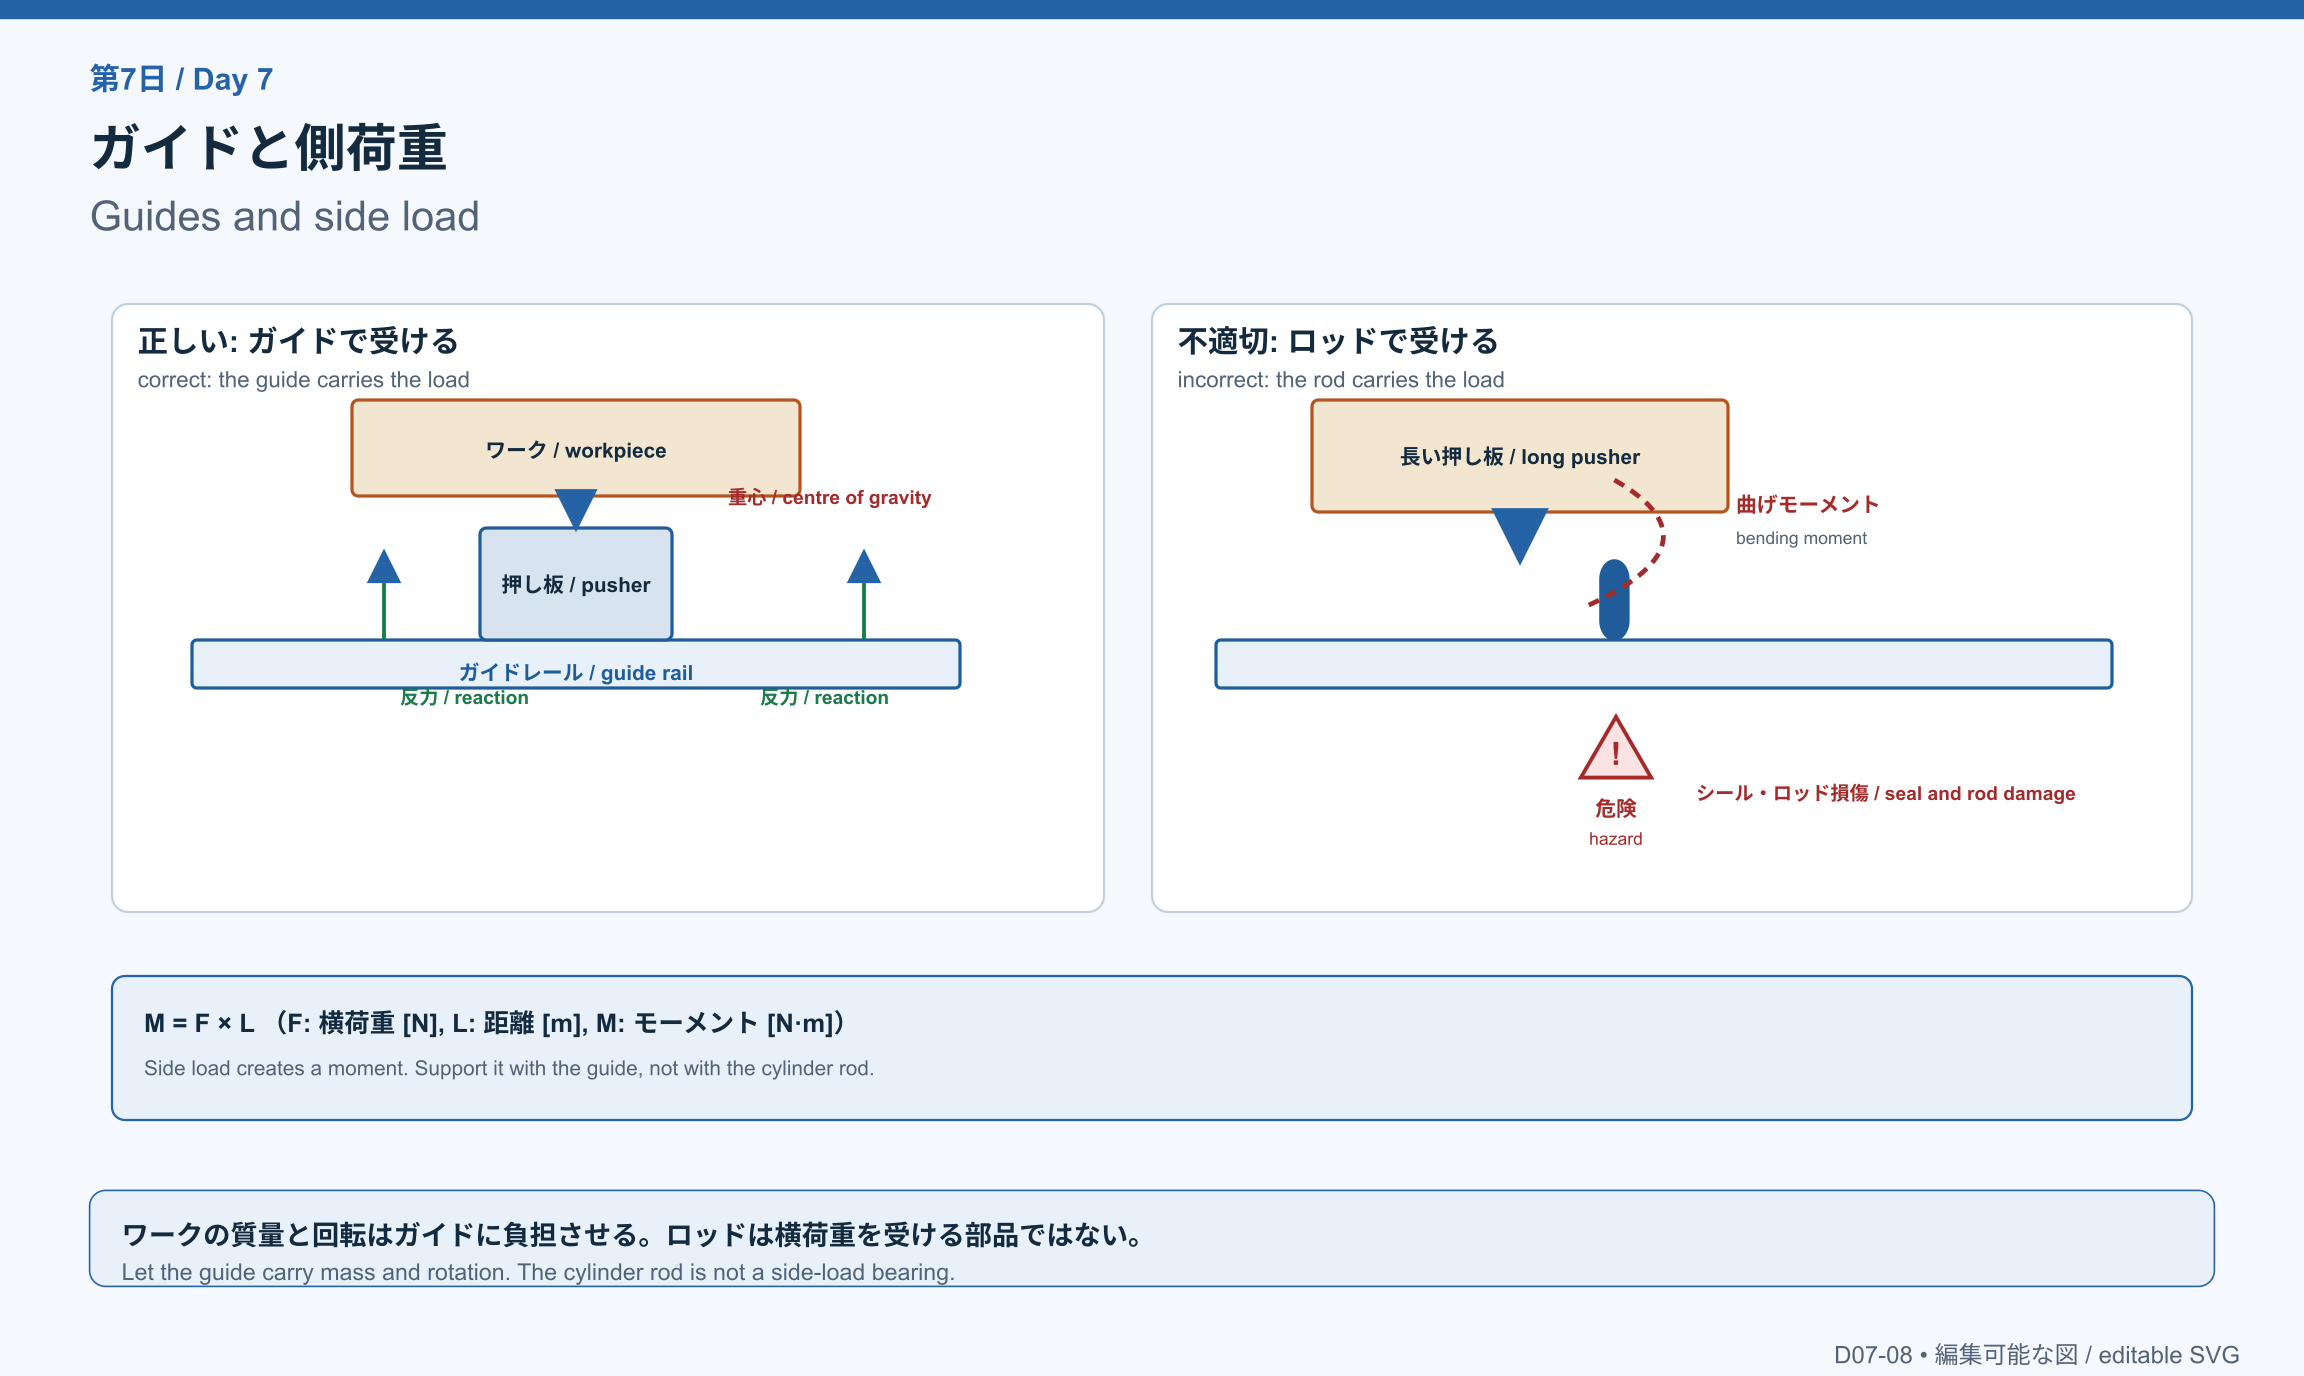 第7日 / Day 7
ガイドと側荷重
Guides and side load
正しい: ガイドで受ける
correct: the guide carries the load
ワーク / workpiece
重心 / centre of gravity
押し板 / pusher
ガイドレール / guide rail
反力 / reaction
反力 / reaction
不適切: ロッドで受ける
incorrect: the rod carries the load
長い押し板 / long pusher
曲げモーメント
bending moment
!
危険
hazard
シール・ロッド損傷 / seal and rod damage
M = F × L （F: 横荷重 [N], L: 距離 [m], M: モーメント [N·m]）
Side load creates a moment. Support it with the guide, not with the cylinder rod.
ワークの質量と回転はガイドに負担させる。ロッドは横荷重を受ける部品ではない。
Let the guide carry mass and rotation. The cylinder rod is not a side-load bearing.
D07-08 • 編集可能な図 / editable SVG